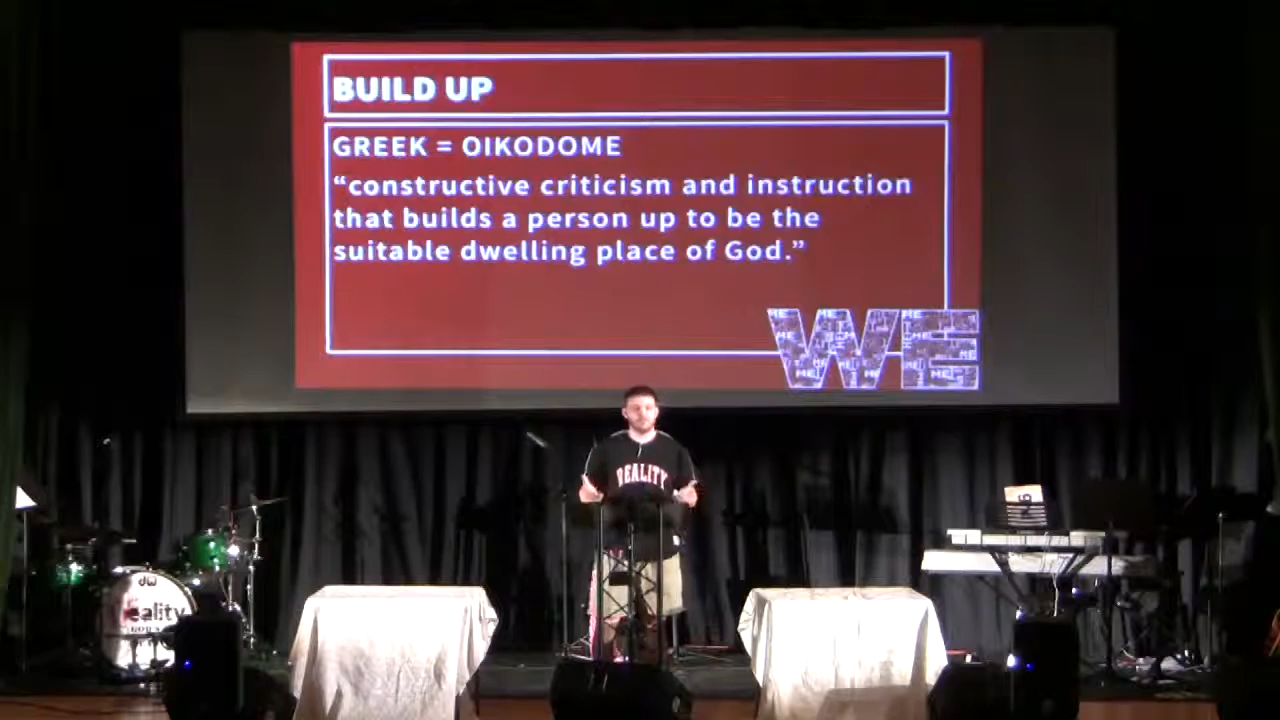 BUILD UP
GREEK = OIKODOME
“constructive criticism and instruction
that builds a person up to be the
suitable dwelling place of God.”
WE
REALITY
dw
Reality